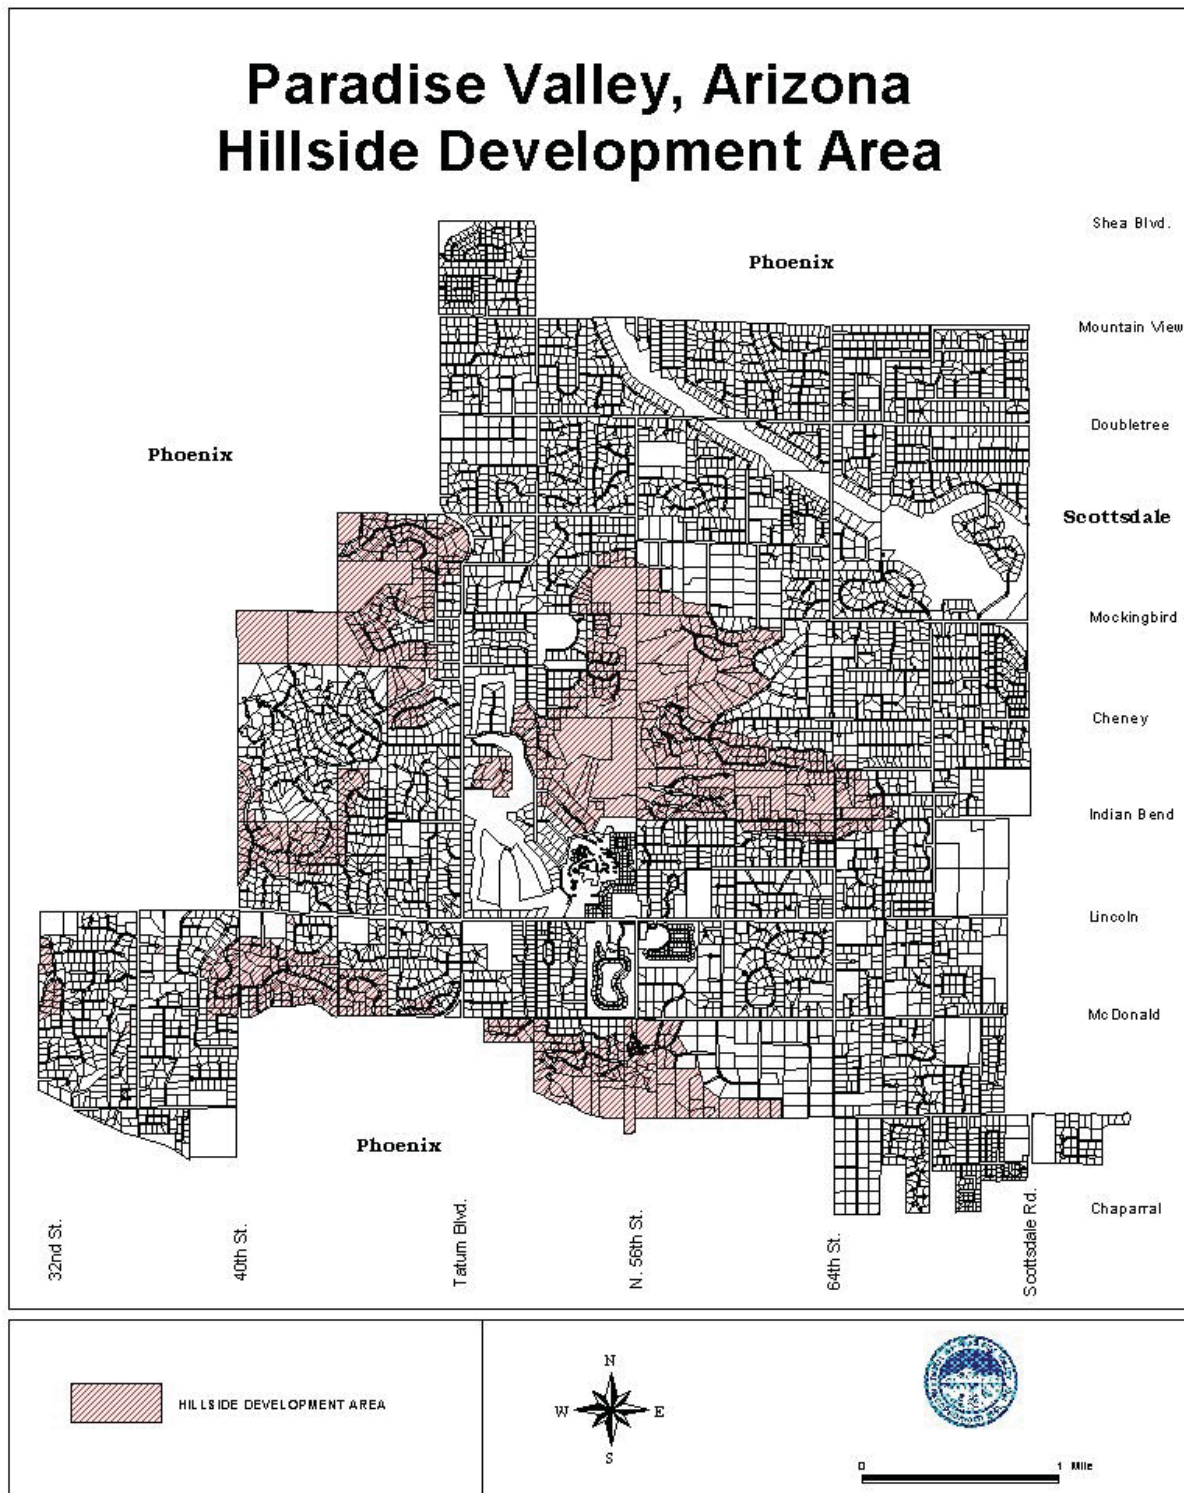 Paradise Valley, Arizona
Hillside Development Area
Shea Blvd.
Phoenix
Mountain View
Doubletree
Phoenix
Scottsdale
Mockingbird
Cheney
Indian Bend
Lincoln
McDonald
Phoenix
Chaparral
32nd St.
40th St.
Tatum Blvd.
N. 56th St.
64th St.
Scottsdale Rd.
HILLSIDE DEVELOPMENT AREA
N
W E
S
0 1 Mile